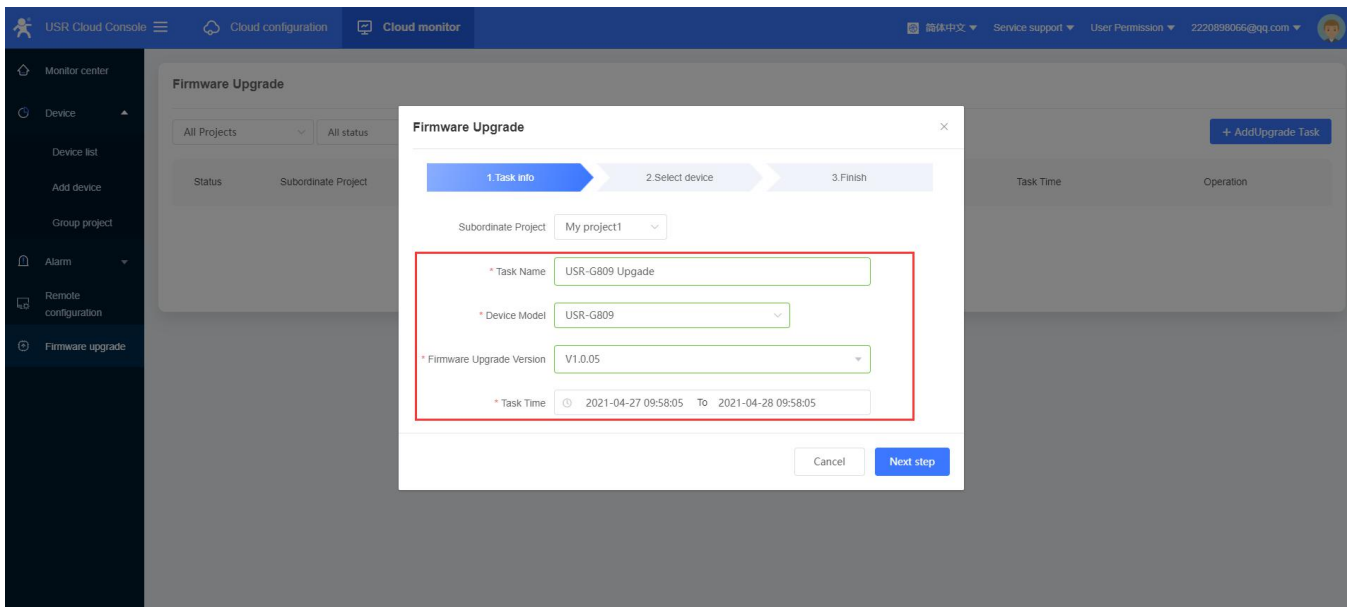 USR Cloud Console
Cloud configuration
Cloud monitor
简体中文
Service support
User Permission
2220898066@qq.com
Monitor center
Device
Device list
Add device
Group project
Alarm
Remote
configuration
Firmware upgrade
Firmware Upgrade
All Projects
All status
+ AddUpgrade Task
Status
Subordinate Project
Task Time
Operation
Firmware Upgrade
1.Task info
2.Select device
3.Finish
Subordinate Project My project1
* Task Name USR-G809 Upgade
* Device Model USR-G809
* Firmware Upgrade Version V1.0.05
* Task Time 2021-04-27 09:58:05 To 2021-04-28 09:58:05
Cancel
Next step